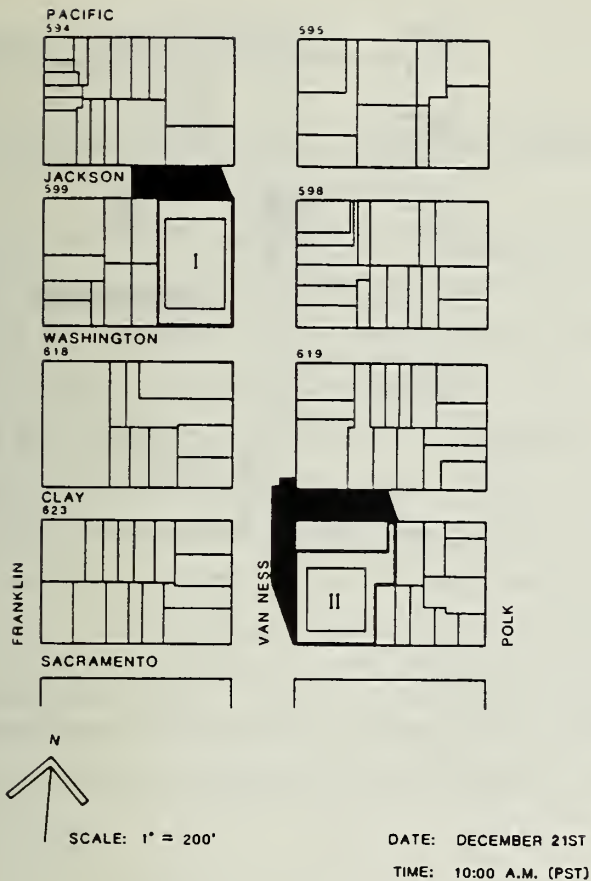 PACIFIC
594
595
JACKSON
599
598
I
WASHINGTON
618
619
CLAY
623
FRANKLIN
VAN NESS
II
POLK
SACRAMENTO
N
SCALE: 1" = 200'
DATE: DECEMBER 21ST
TIME: 10:00 A.M. (PST)